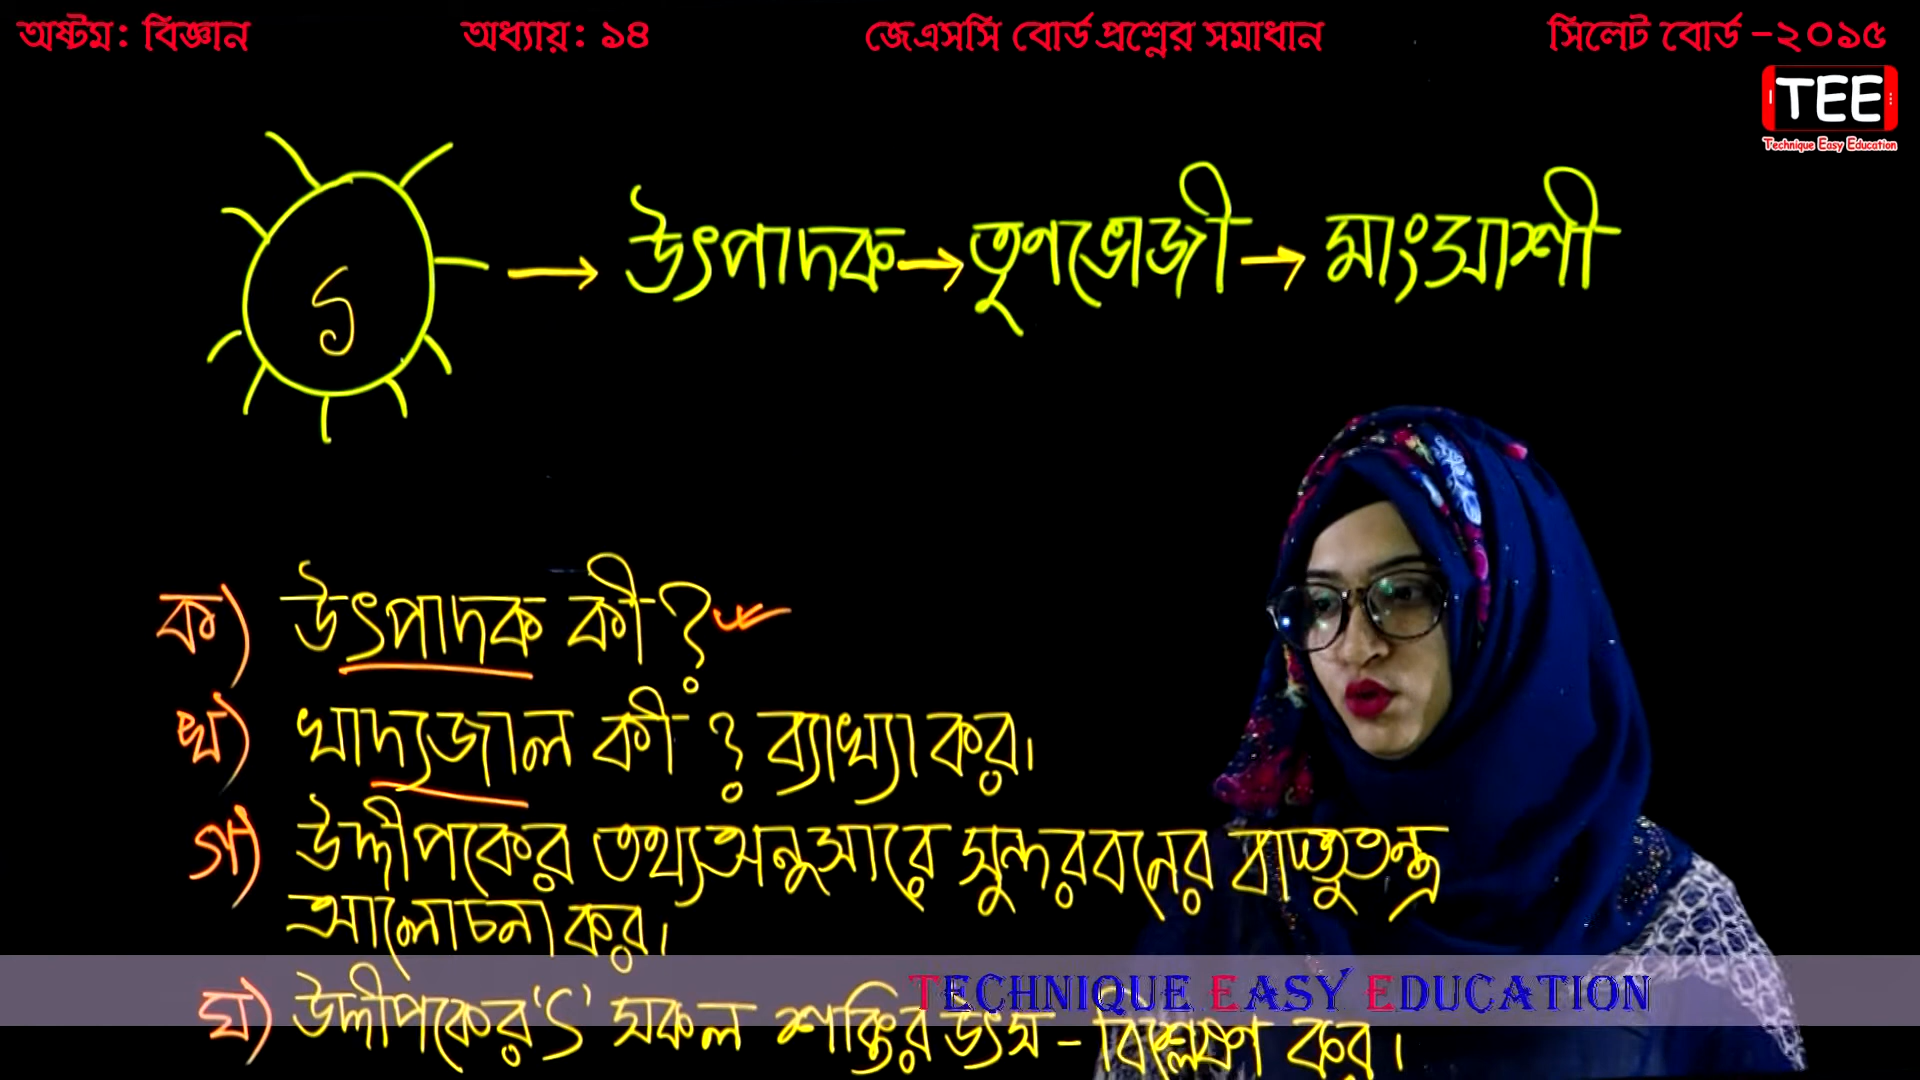 অষ্টম: বিজ্ঞান অধ্যায়: ১৪ জেএসসি বোর্ড প্রশ্নের সমাধান সিলেট বোর্ড -২০১৫
TEE
Technique Easy Education
S → উৎপাদক → তৃণভোজী → মাংসাশী
ক) উৎপাদক কী?
খ) খাদ্যজাল কী? ব্যাখ্যা কর।
গ) উদ্দীপকের তথ্য অনুসারে সুন্দরবনের বাস্তুতন্ত্র
আলোচনা কর।
TECHNIQUE EASY EDUCATION
ঘ) উদ্দীপকের 'S' সকল শক্তির উৎস - বিশ্লেষণ কর।